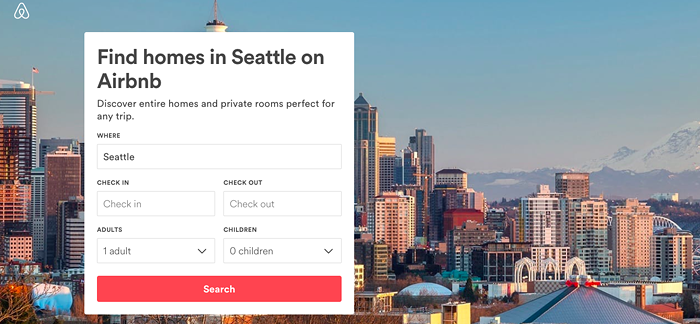 Find homes in Seattle on
Airbnb
Discover entire homes and private rooms perfect for
any trip.
WHERE
Seattle
CHECK IN CHECK OUT
Check in Check out
ADULTS CHILDREN
1 adult 0 children
Search